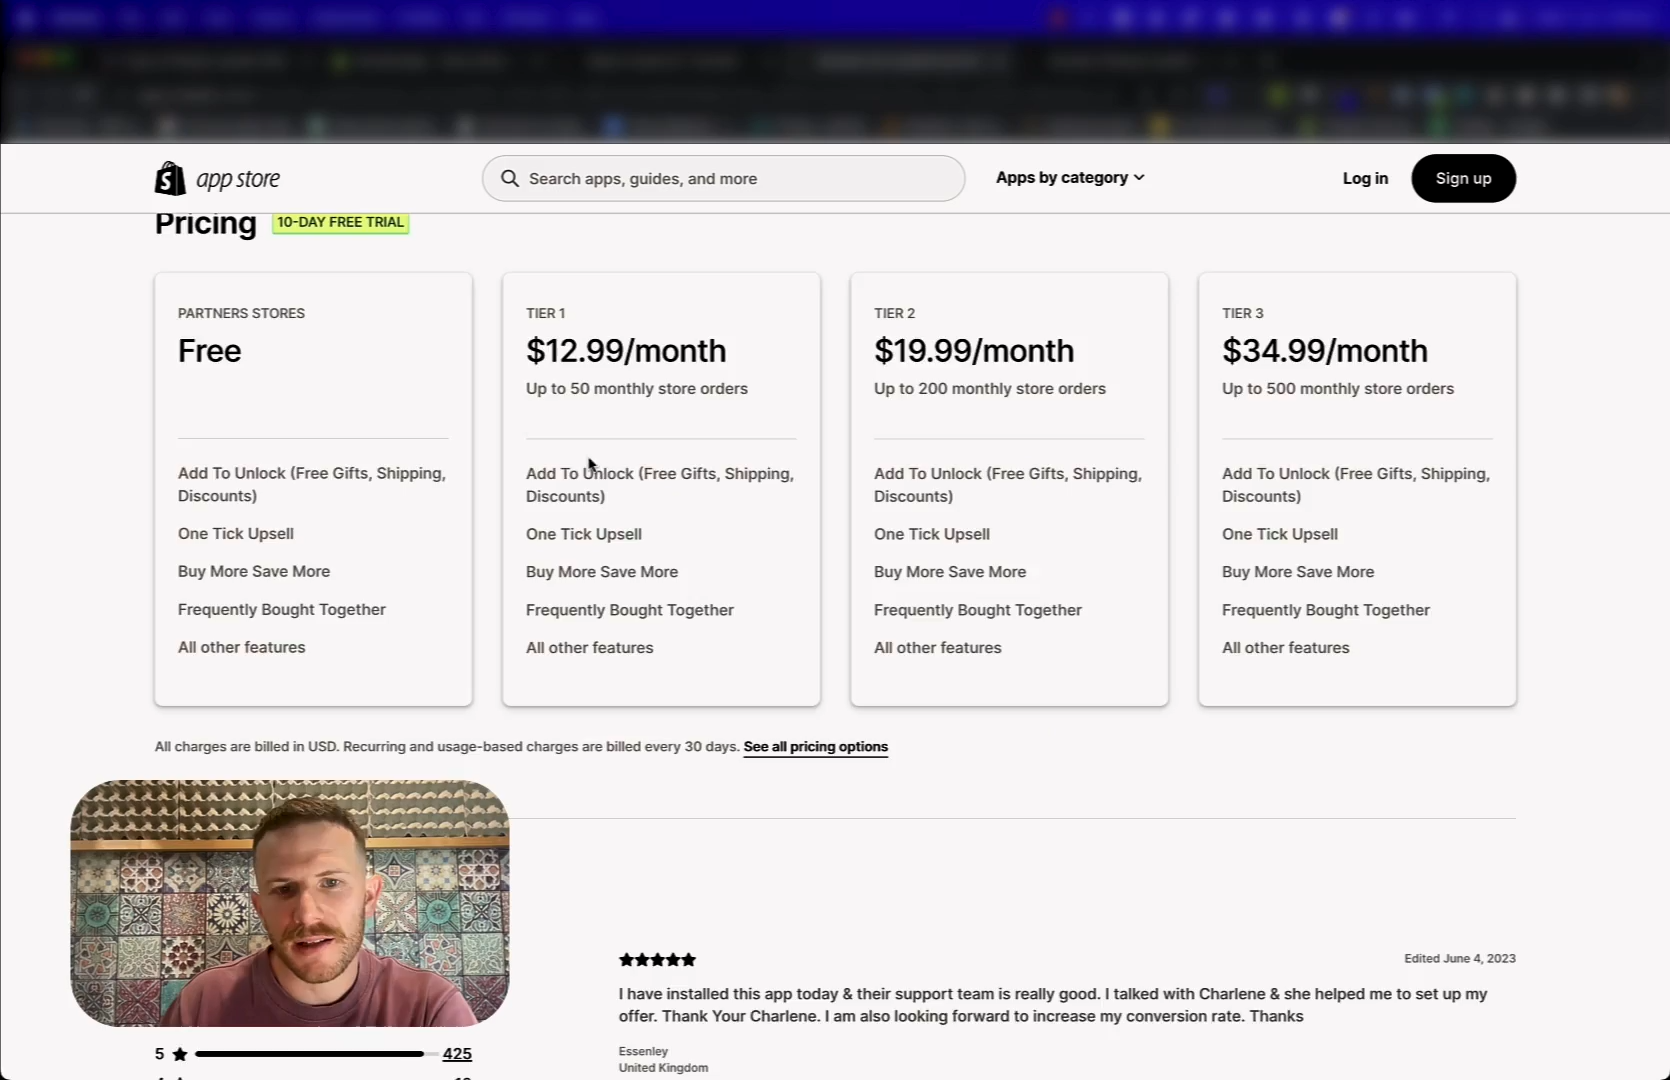 app store
Search apps, guides, and more
Apps by category
Log in
Sign up
Pricing
10-DAY FREE TRIAL
PARTNERS STORES
Free
Add To Unlock (Free Gifts, Shipping,
Discounts)
One Tick Upsell
Buy More Save More
Frequently Bought Together
All other features
TIER 1
$12.99/month
Up to 50 monthly store orders
Add To Unlock (Free Gifts, Shipping,
Discounts)
One Tick Upsell
Buy More Save More
Frequently Bought Together
All other features
TIER 2
$19.99/month
Up to 200 monthly store orders
Add To Unlock (Free Gifts, Shipping,
Discounts)
One Tick Upsell
Buy More Save More
Frequently Bought Together
All other features
TIER 3
$34.99/month
Up to 500 monthly store orders
Add To Unlock (Free Gifts, Shipping,
Discounts)
One Tick Upsell
Buy More Save More
Frequently Bought Together
All other features
All charges are billed in USD. Recurring and usage-based charges are billed every 30 days. See all pricing options
Edited June 4, 2023
I have installed this app today & their support team is really good. I talked with Charlene & she helped me to set up my
offer. Thank Your Charlene. I am also looking forward to increase my conversion rate. Thanks
Essenley
United Kingdom
5 ★ 425